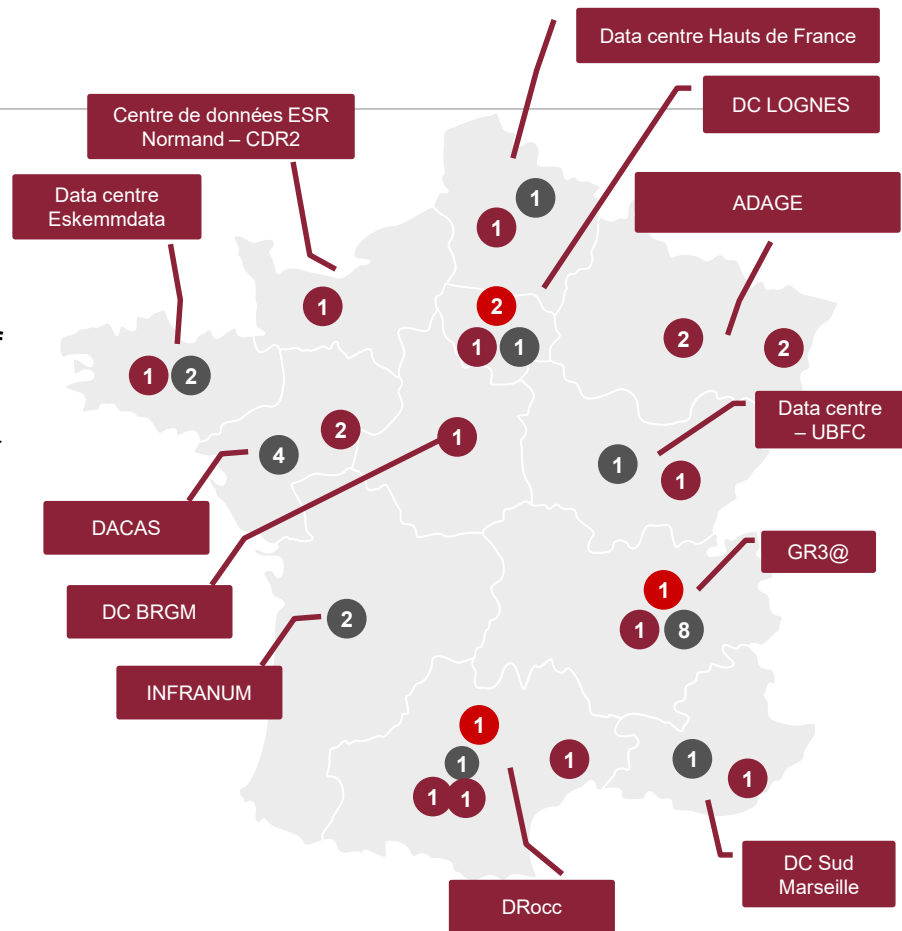 Data centre Hauts de France
DC LOGNES
Centre de données ESR
Normand – CDR2
Data centre
Eskemmdata
ADAGE
1
1
1
2
1
1
2
2
1
2
Data centre
– UBFC
2
1
4
1
1
DACAS
GR3@
DC BRGM
1
1
8
2
INFRANUM
1
1
1
1
1
1
1
DC Sud
Marseille
DRocc